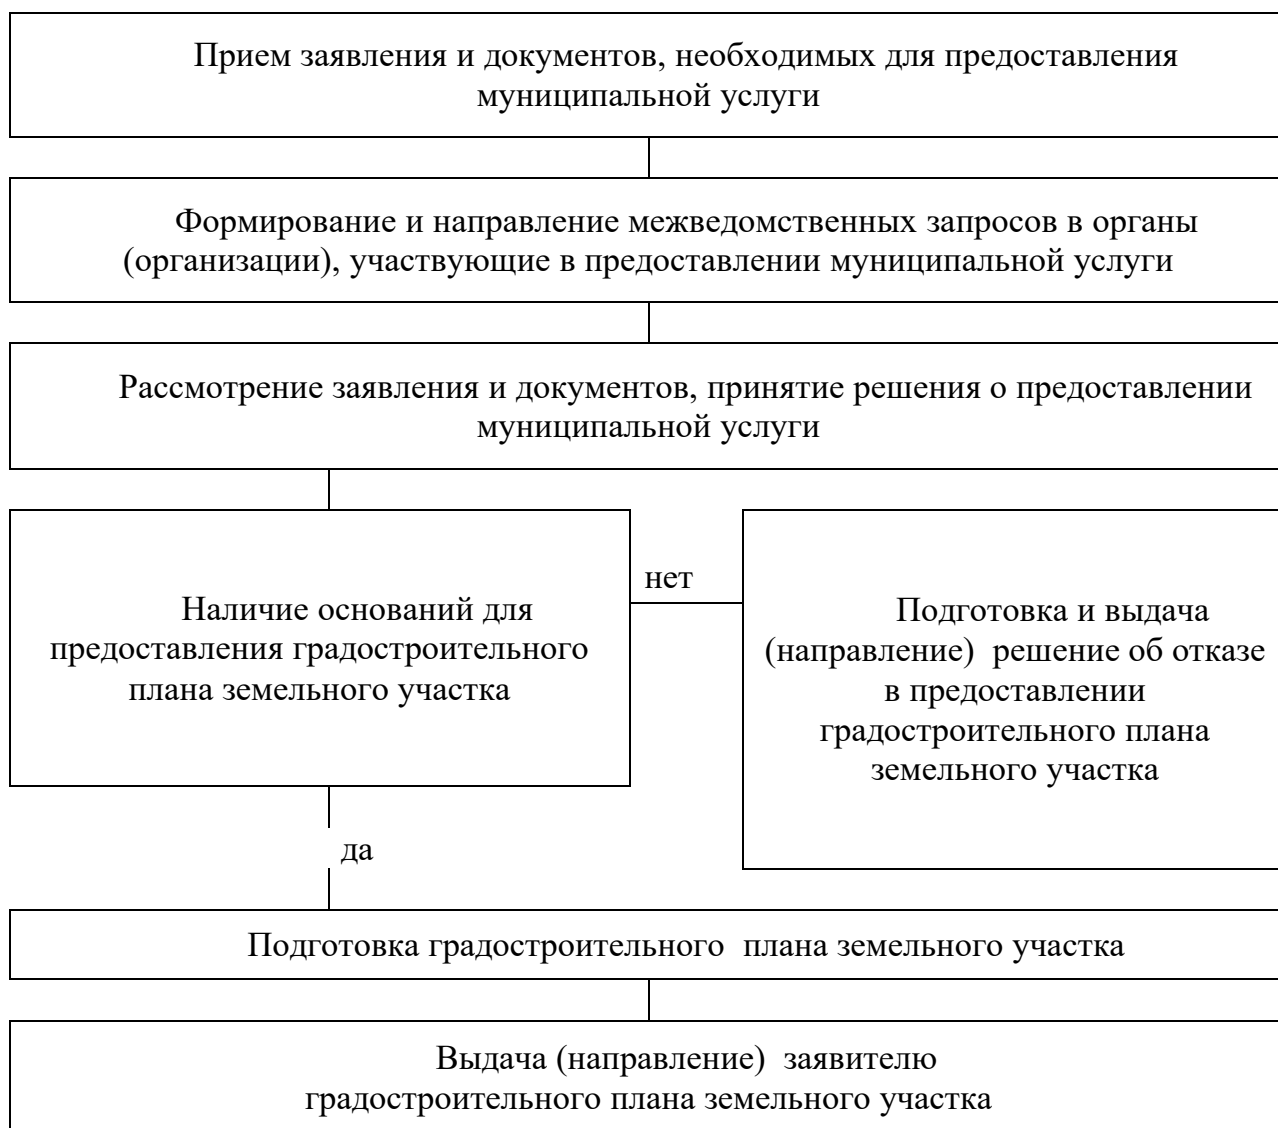 Прием заявления и документов, необходимых для предоставления
муниципальной услуги
Формирование и направление межведомственных запросов в органы
(организации), участвующие в предоставлении муниципальной услуги
Рассмотрение заявления и документов, принятие решения о предоставлении
муниципальной услуги
Наличие оснований для
предоставления градостроительного
плана земельного участка
нет
Подготовка и выдача
(направление) решение об отказе
в предоставлении
градостроительного плана
земельного участка
да
Подготовка градостроительного плана земельного участка
Выдача (направление) заявителю
градостроительного плана земельного участка